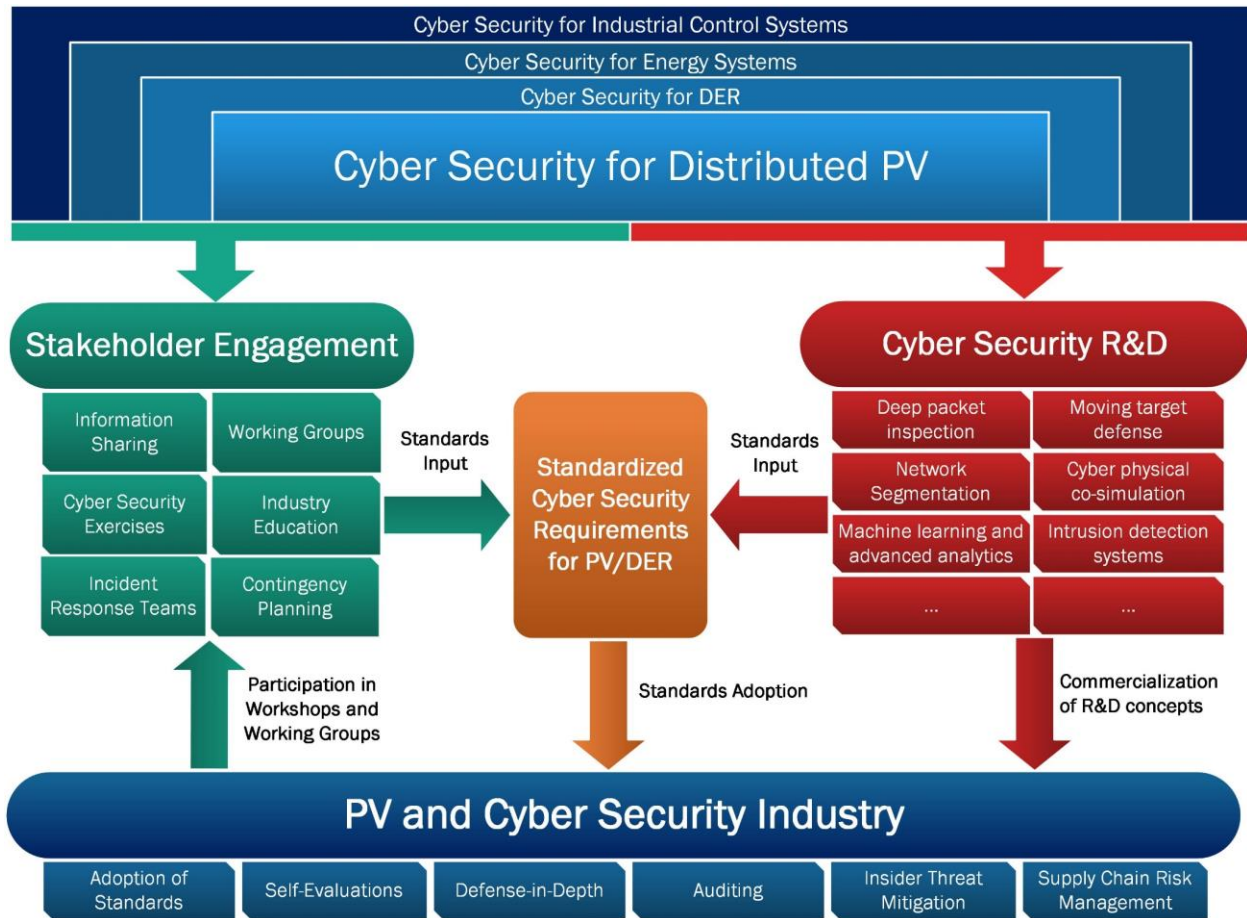 Cyber Security for Industrial Control Systems
Cyber Security for Energy Systems
Cyber Security for DER
Cyber Security for Distributed PV
Stakeholder Engagement
Information
Sharing
Working Groups
Cyber Security
Exercises
Industry
Education
Incident
Response Teams
Contingency
Planning
Standards
Input
Standardized
Cyber Security
Requirements
for PV/DER
Standards
Input
Cyber Security R&D
Deep packet
inspection
Moving target
defense
Network
Segmentation
Cyber physical
co-simulation
Machine learning and
advanced analytics
Intrusion detection
systems
...
...
Participation in
Workshops and
Working Groups
Standards Adoption
Commercialization
of R&D concepts
PV and Cyber Security Industry
Adoption of
Standards
Self-Evaluations
Defense-in-Depth
Auditing
Insider Threat
Mitigation
Supply Chain Risk
Management